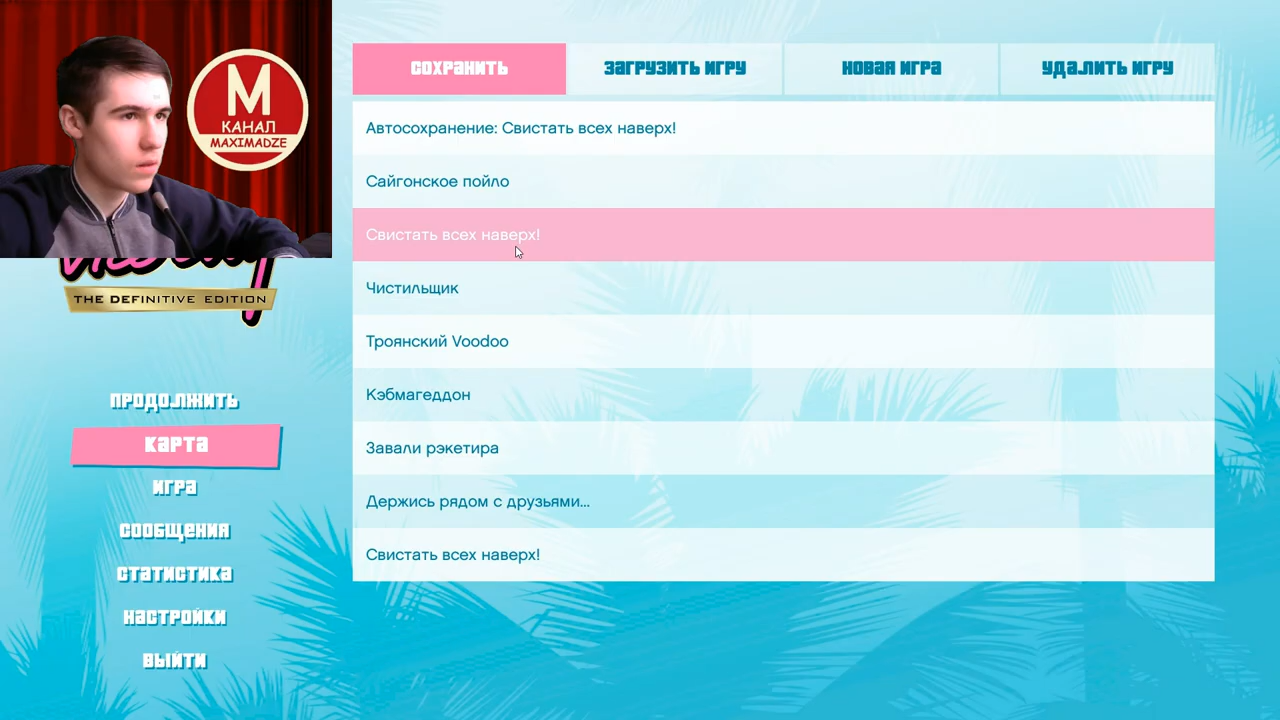 М
КАНАЛ
MAXIMADZE
THE DEFINITIVE EDITION
ПРОДОЛЖИТЬ
КАРТА
ИГРА
СООБЩЕНИЯ
СТАТИСТИКА
НАСТРОЙКИ
ВЫЙТИ
СОХРАНИТЬ
ЗАГРУЗИТЬ ИГРУ
НОВАЯ ИГРА
УДАЛИТЬ ИГРУ
Автосохранение: Свистать всех наверх!
Сайгонское пойло
Свистать всех наверх!
Чистильщик
Троянский Voodoo
Кэбмагеддон
Завали рэкетира
Держись рядом с друзьями...
Свистать всех наверх!